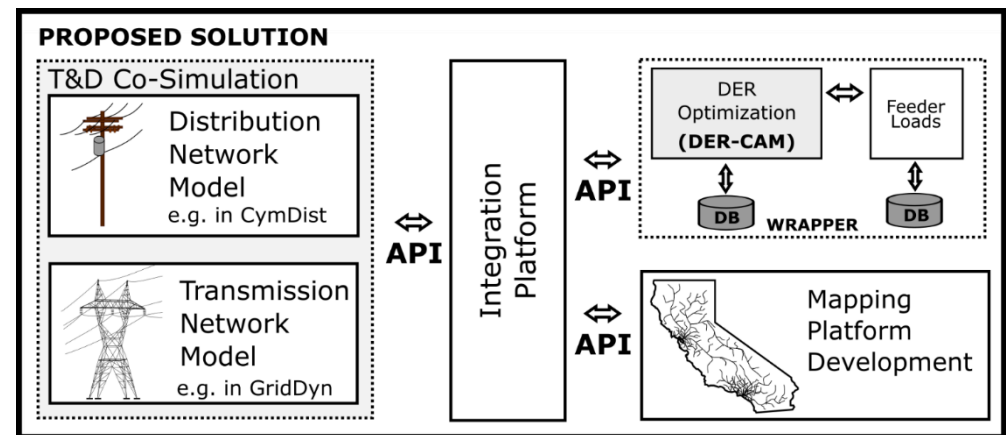 PROPOSED SOLUTION
T&D Co-Simulation
Distribution
Network
Model
e.g. in CymDist
Transmission
Network
Model
e.g. in GridDyn
API
Integration
Platform
API
DER
Optimization
(DER-CAM)
Feeder
Loads
DB
DB
WRAPPER
API
Mapping
Platform
Development